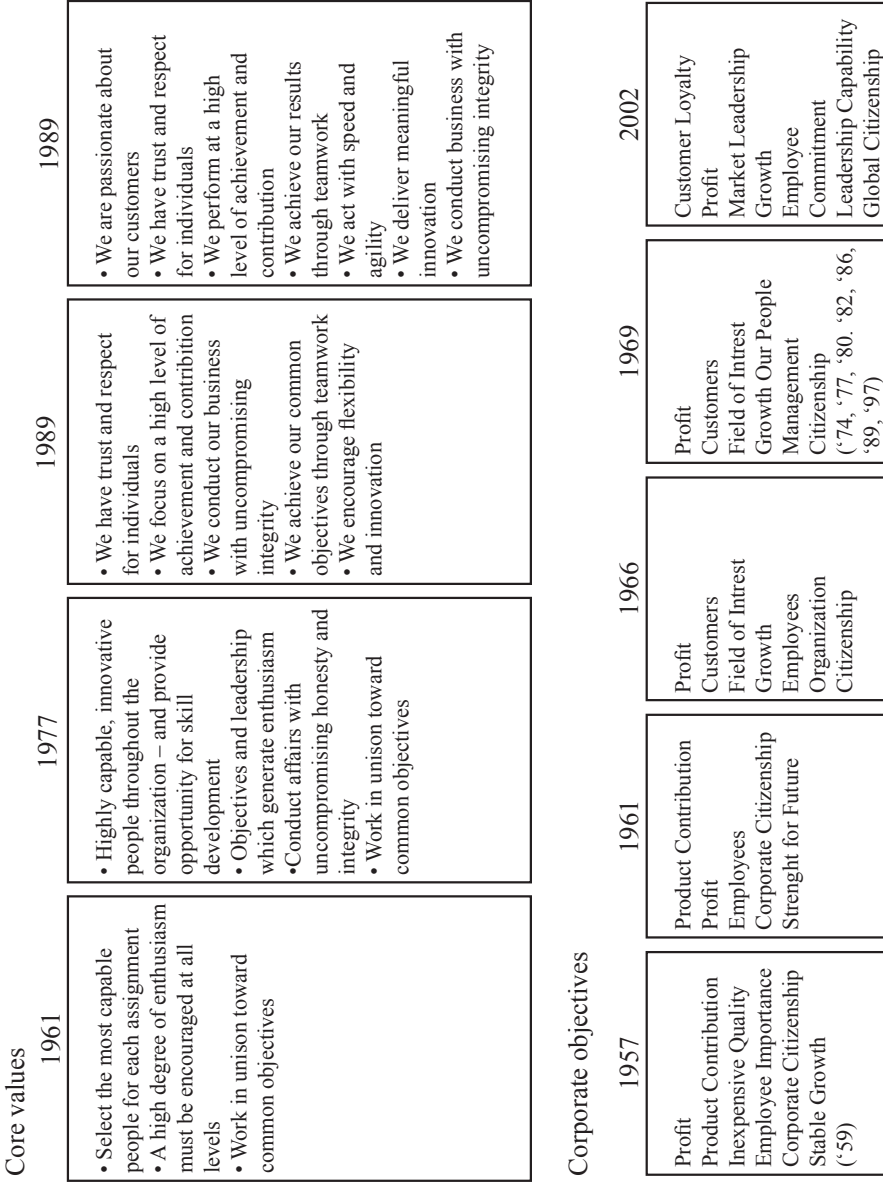 Core values
1961
• Select the most capable
people for each assignment
• A high degree of enthusiasm
must be encouraged at all
levels
• Work in unison toward
common objectives
1977
• Highly capable, innovative
people throughout the
organization – and provide
opportunity for skill
development
• Objectives and leadership
which generate enthusiasm
•Conduct affairs with
uncompromising honesty and
integrity
• Work in unison toward
common objectives
1989
• We have trust and respect
for individuals
• We focus on a high level of
achievement and contribition
• We conduct our business
with uncompromising
integrity
• We achieve our common
objectives through teamwork
• We encourage flexibility
and innovation
1989
• We are passionate about
our customers
• We have trust and respect
for individuals
• We perform at a high
level of achievement and
contribution
• We achieve our results
through teamwork
• We act with speed and
agility
• We deliver meaningful
innovation
• We conduct business with
uncompromising integrity
Corporate objectives
1957
Profit
Product Contribution
Inexpensive Quality
Employee Importance
Corporate Citizenship
Stable Growth
(‘59)
1961
Product Contribution
Profit
Employees
Corporate Citizenship
Strenght for Future
1966
Profit
Customers
Field of Intrest
Growth
Employees
Organization
Citizenship
1969
Profit
Customers
Field of Intrest
Growth Our People
Management
Citizenship
(‘74, ‘77, ‘80. ‘82, ‘86,
‘89, ‘97)
2002
Customer Loyalty
Profit
Market Leadership
Growth
Employee
Commitment
Leadership Capability
Global Citizenship